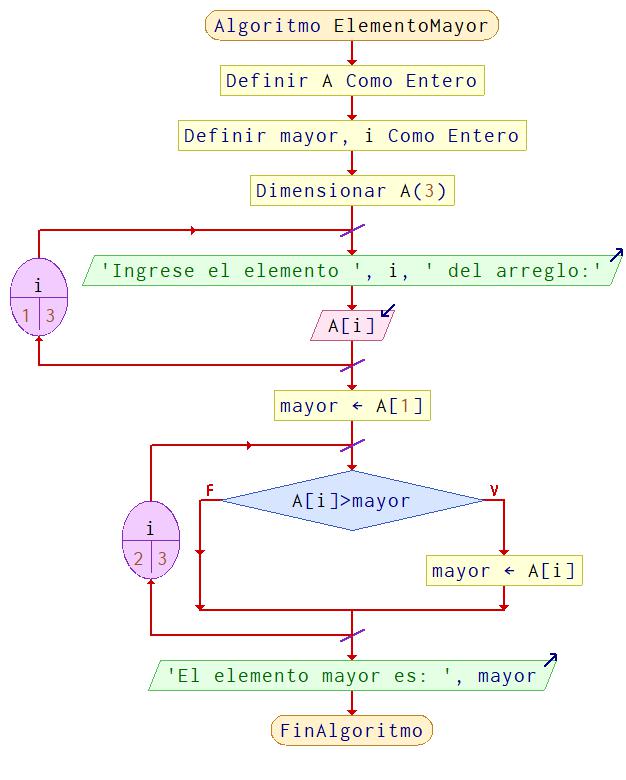 Algoritmo ElementoMayor
Definir A Como Entero
Definir mayor, i Como Entero
Dimensionar A(3)
'Ingrese el elemento ', i, ' del arreglo:'
i
1 3
A[i]
mayor ← A[1]
F
V
A[i]>mayor
i
2 3
mayor ← A[i]
'El elemento mayor es: ', mayor
FinAlgoritmo